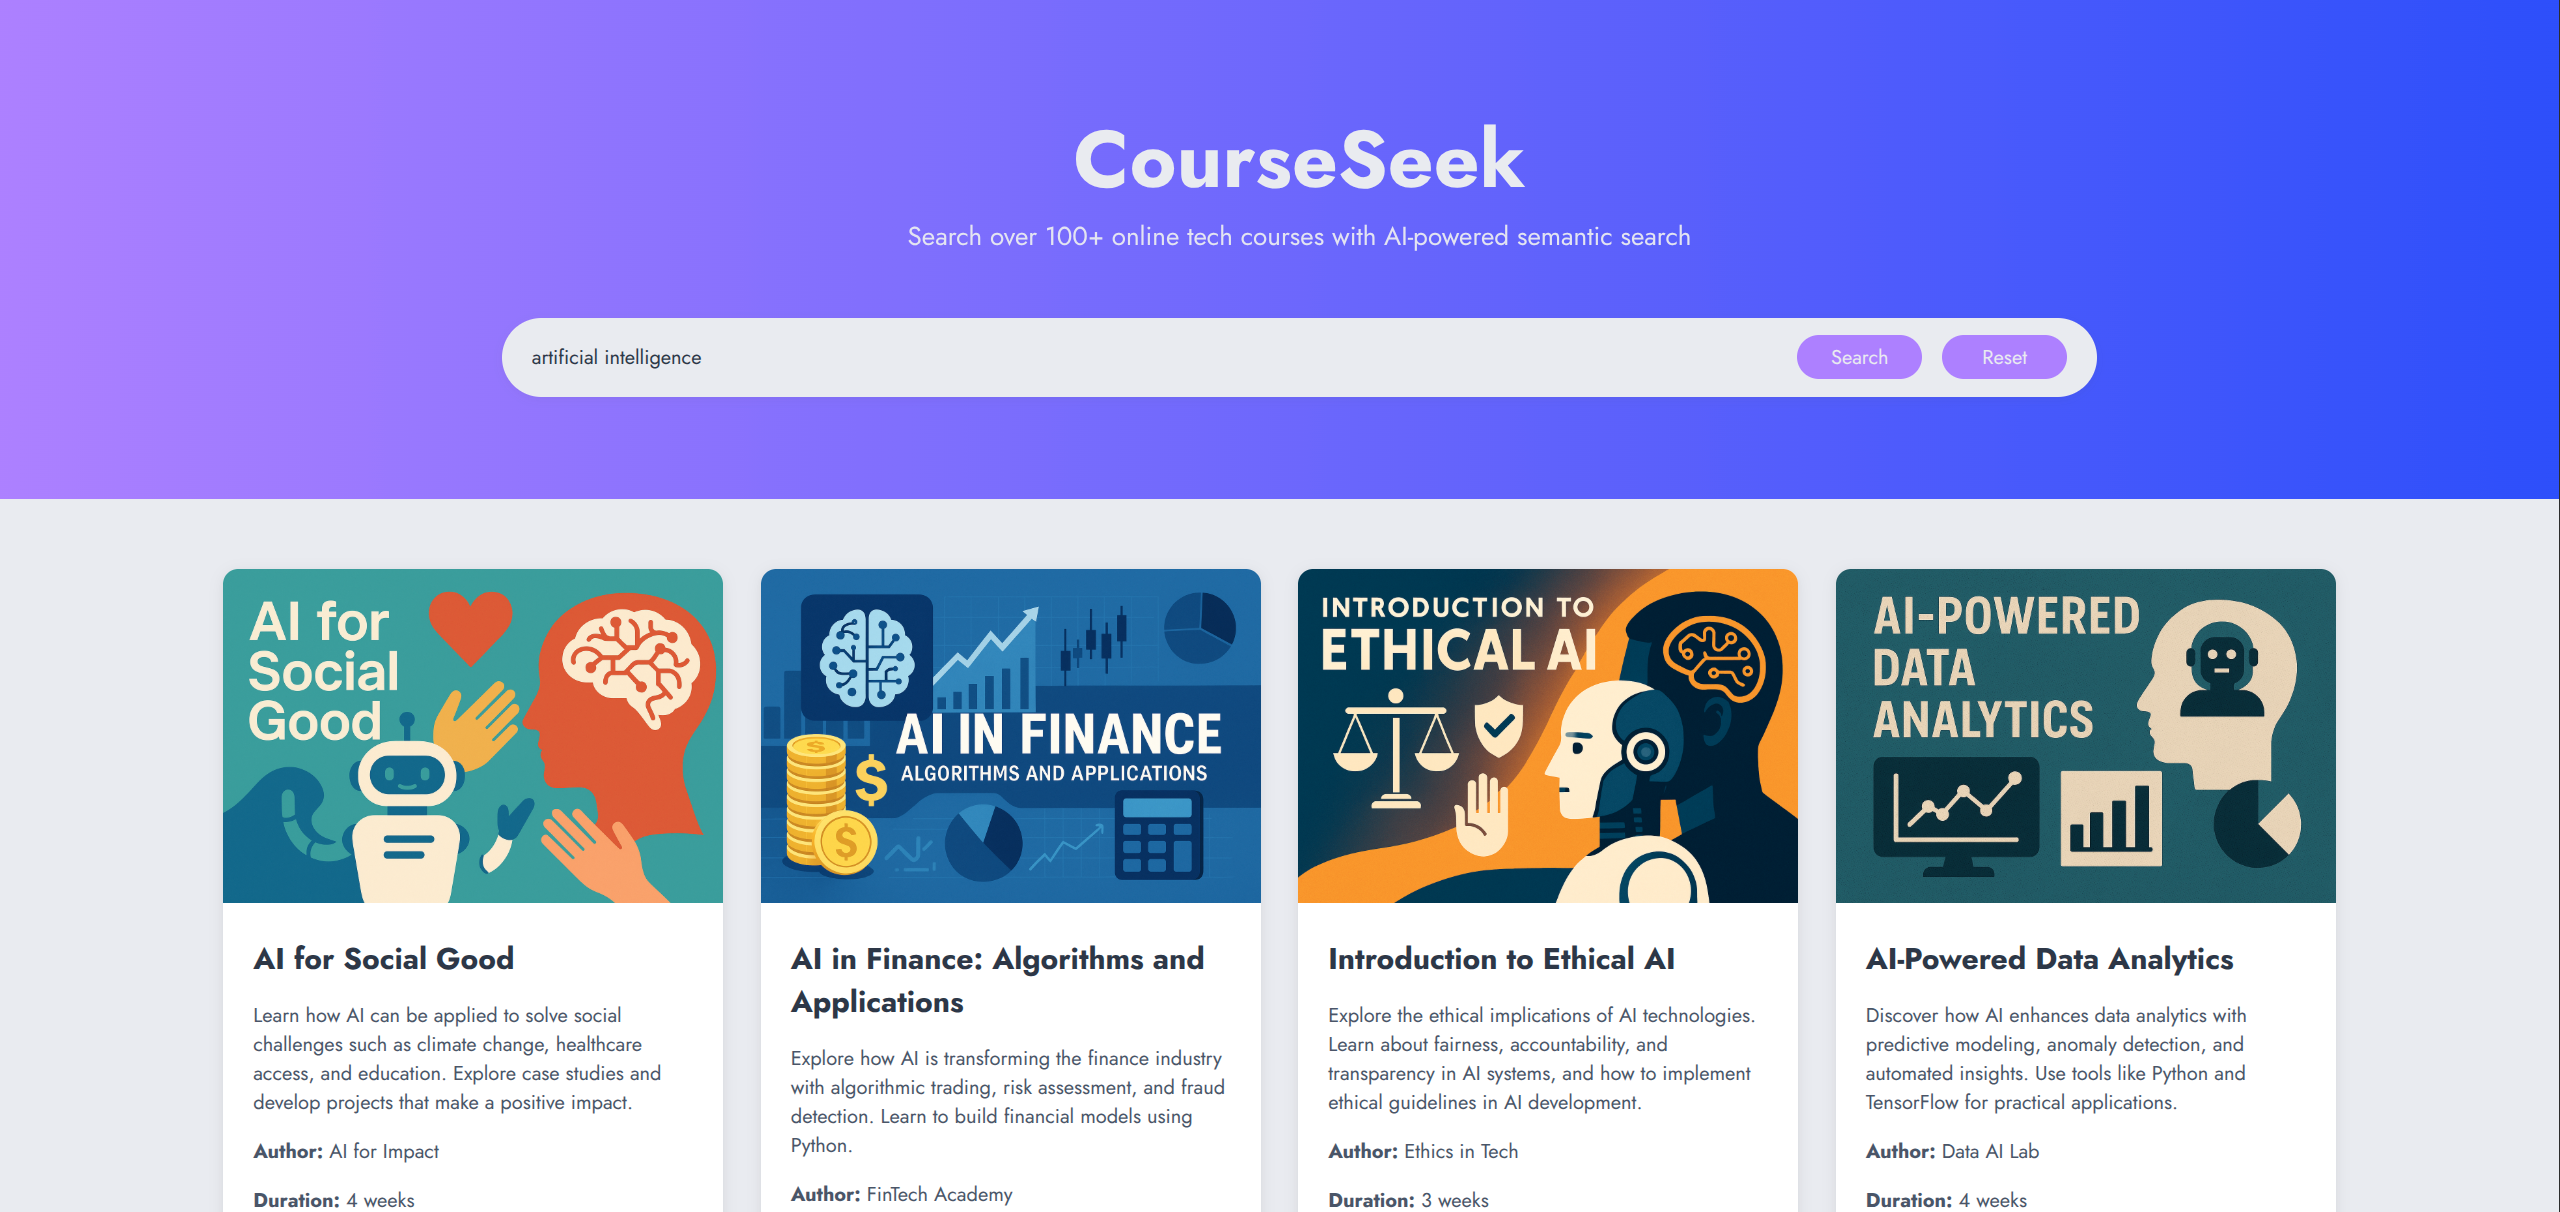 CourseSeek
Search over 100+ online tech courses with AI-powered semantic search
artificial intelligence
Search
Reset
AI for
Social
Good
AI IN FINANCE
ALGORITHMS AND APPLICATIONS
INTRODUCTION TO
ETHICAL AI
AI-POWERED
DATA
ANALYTICS
AI for Social Good
Learn how AI can be applied to solve social
challenges such as climate change, healthcare
access, and education. Explore case studies and
develop projects that make a positive impact.
Author: AI for Impact
Duration: 4 weeks
AI in Finance: Algorithms and
Applications
Explore how AI is transforming the finance industry
with algorithmic trading, risk assessment, and fraud
detection. Learn to build financial models using
Python.
Author: FinTech Academy
Introduction to Ethical AI
Explore the ethical implications of AI technologies.
Learn about fairness, accountability, and
transparency in AI systems, and how to implement
ethical guidelines in AI development.
Author: Ethics in Tech
Duration: 3 weeks
AI-Powered Data Analytics
Discover how AI enhances data analytics with
predictive modeling, anomaly detection, and
automated insights. Use tools like Python and
TensorFlow for practical applications.
Author: Data AI Lab
Duration: 4 weeks